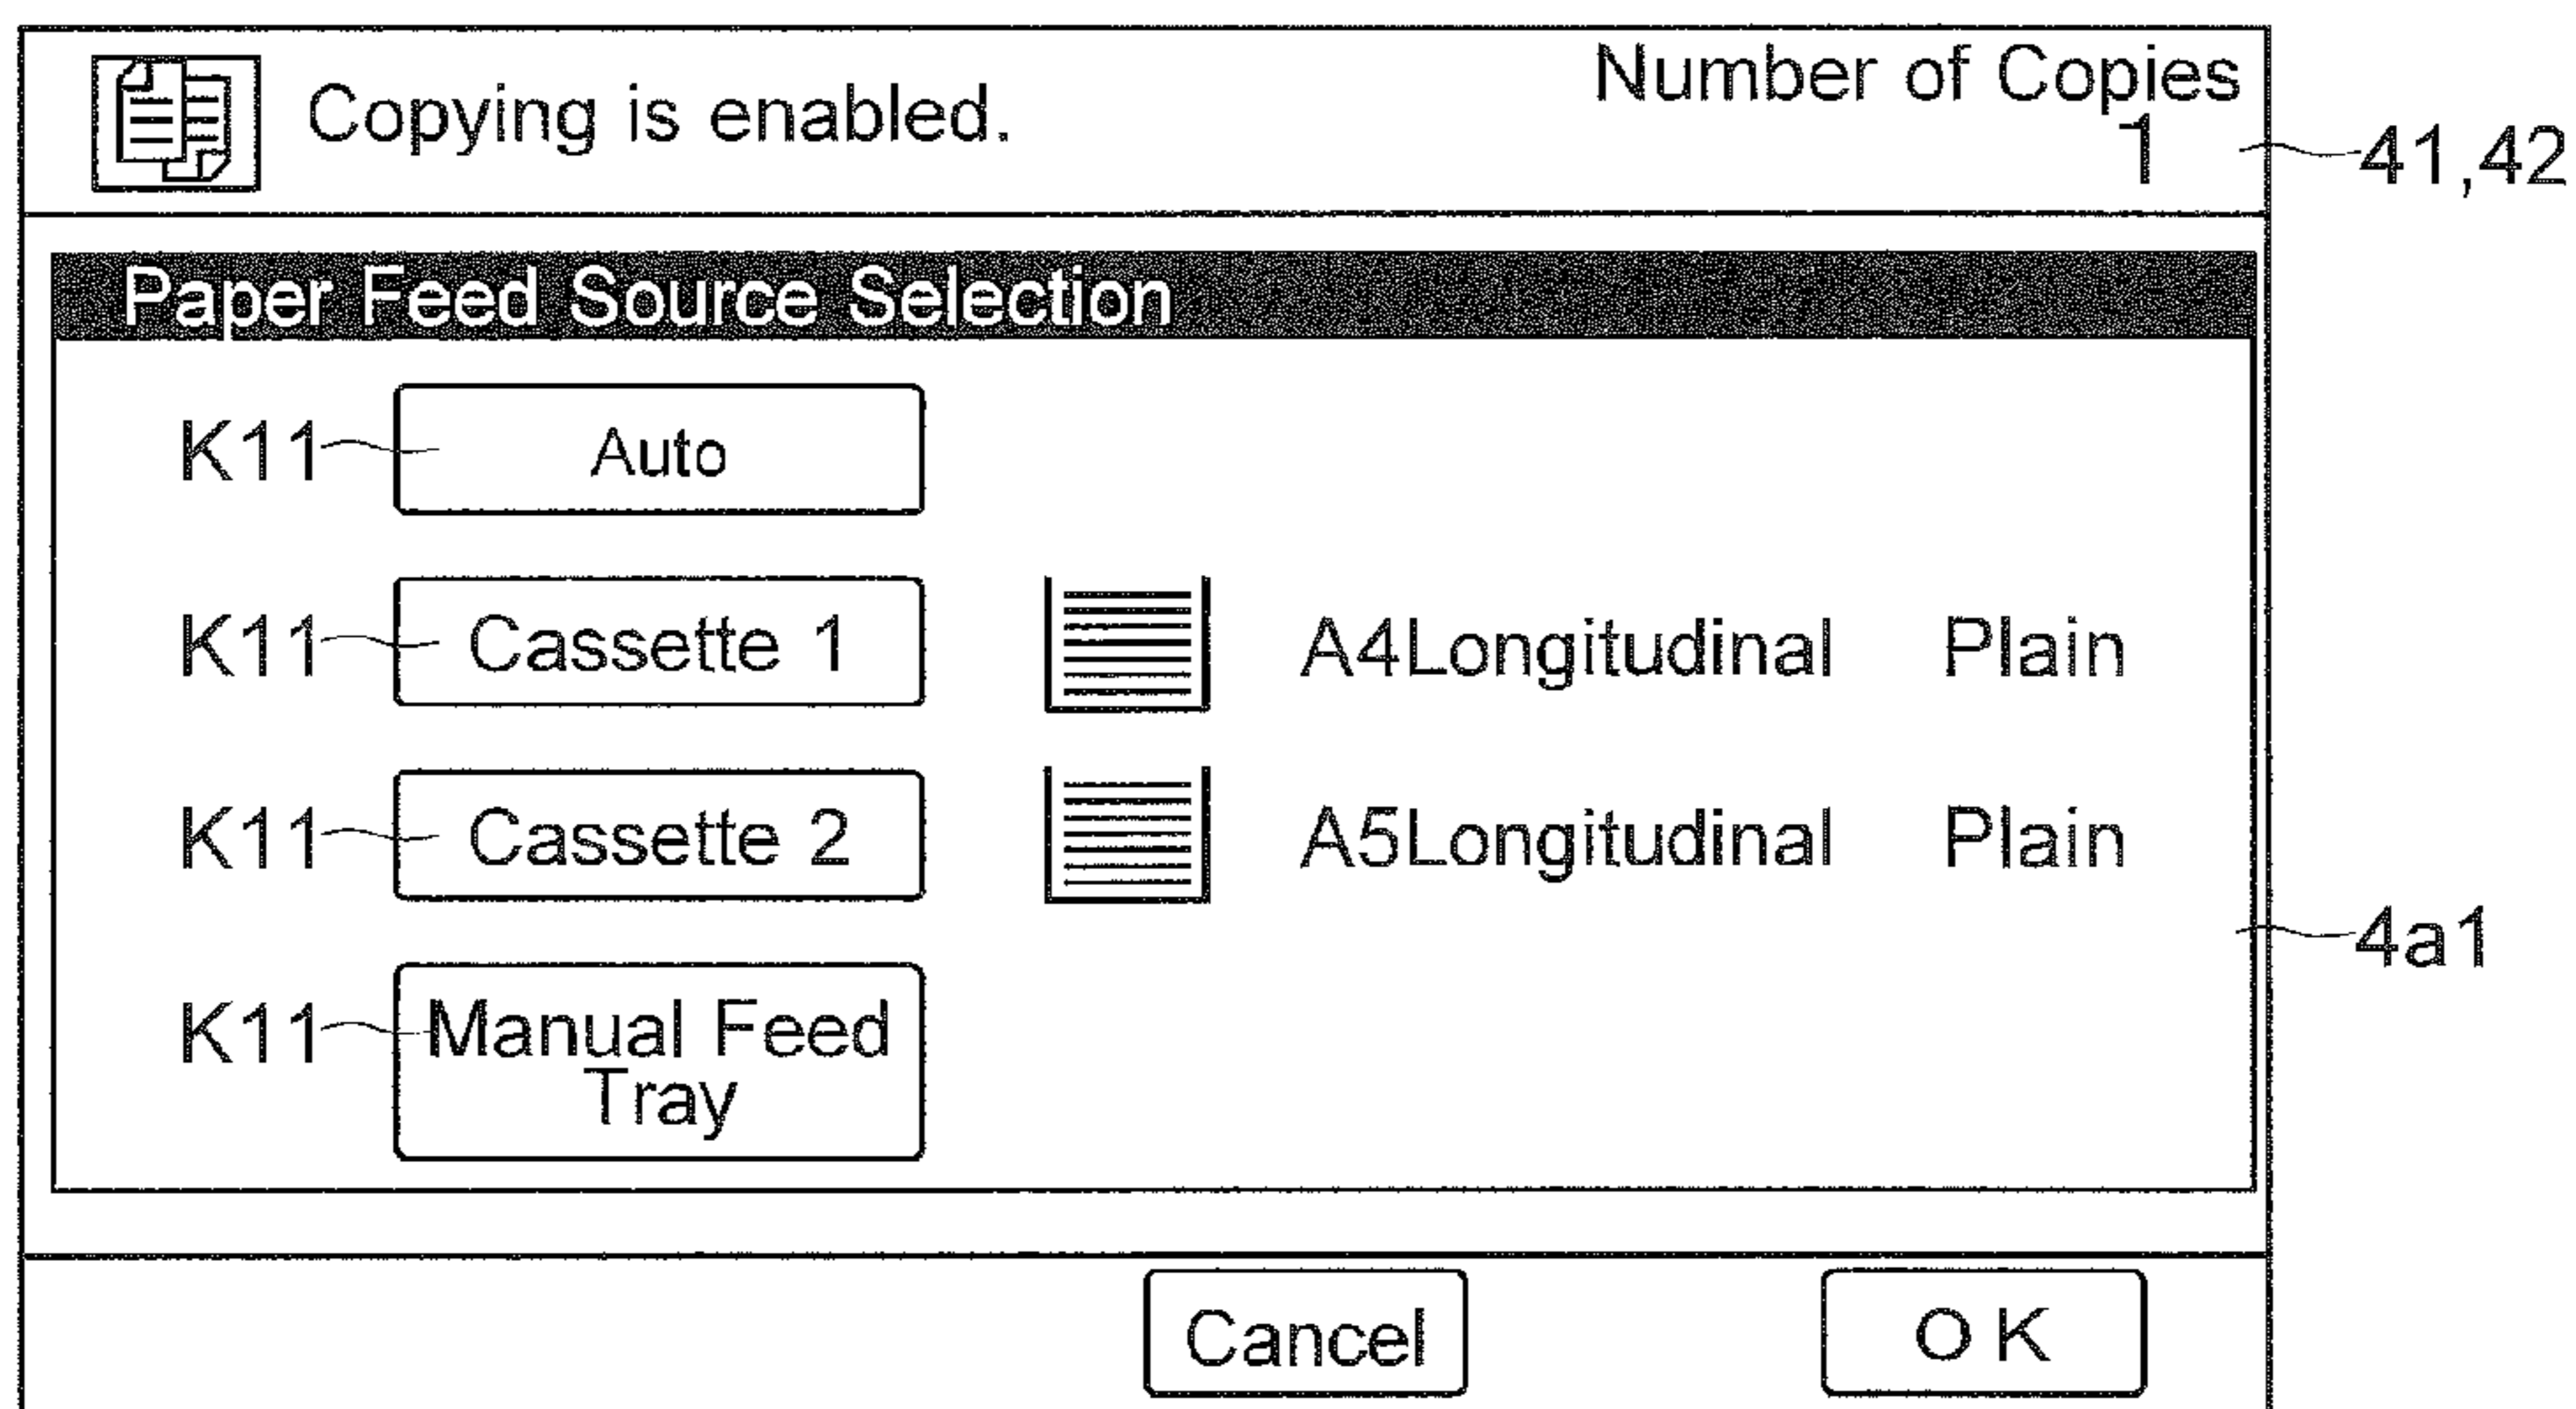 Copying is enabled.
Number of Copies
1
41,42
Paper Feed Source Selection
K11 Auto
K11 Cassette 1 A4Longitudinal Plain
K11 Cassette 2 A5Longitudinal Plain
4a1
K11 Manual Feed
Tray
Cancel OK